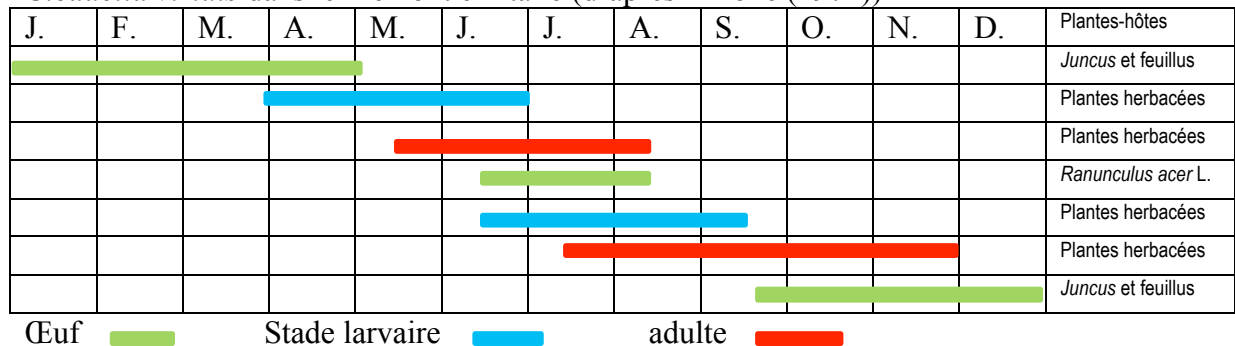 J. F. M. A. M. J. J. A. S. O. N. D. Plantes-hôtes
Juncus et feuillus
Plantes herbacées
Plantes herbacées
Ranunculus acer L.
Plantes herbacées
Plantes herbacées
Juncus et feuillus
Œuf Stade larvaire adulte